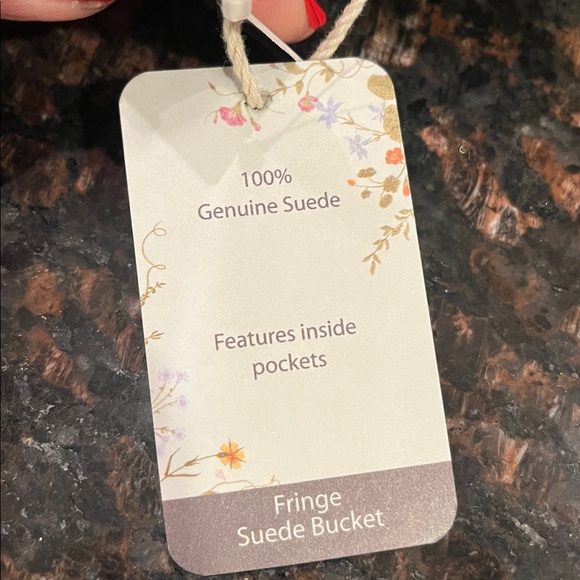 100%
Genuine Suede
Features inside
pockets
Fringe
Suede Bucket